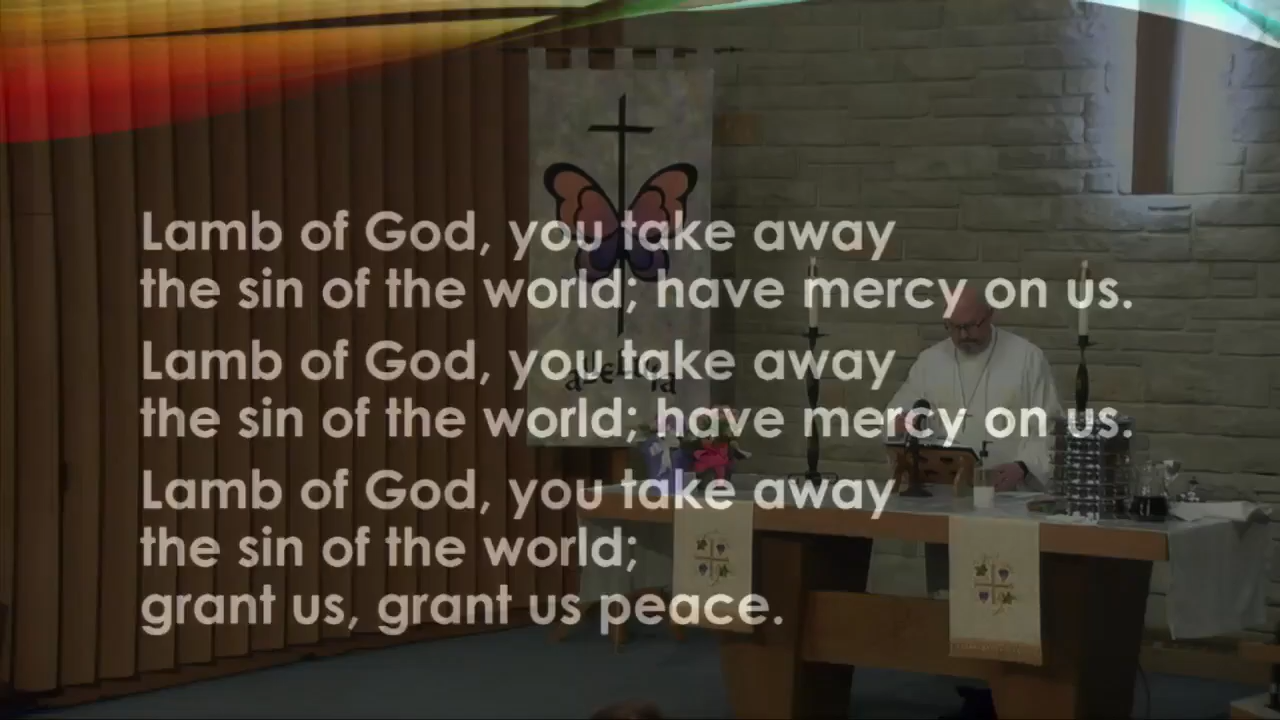 Lamb of God, you take away
the sin of the world; have mercy on us.
Lamb of God, you take away
the sin of the world; have mercy on us.
Lamb of God, you take away
the sin of the world;
grant us, grant us peace.
aLLeLuia